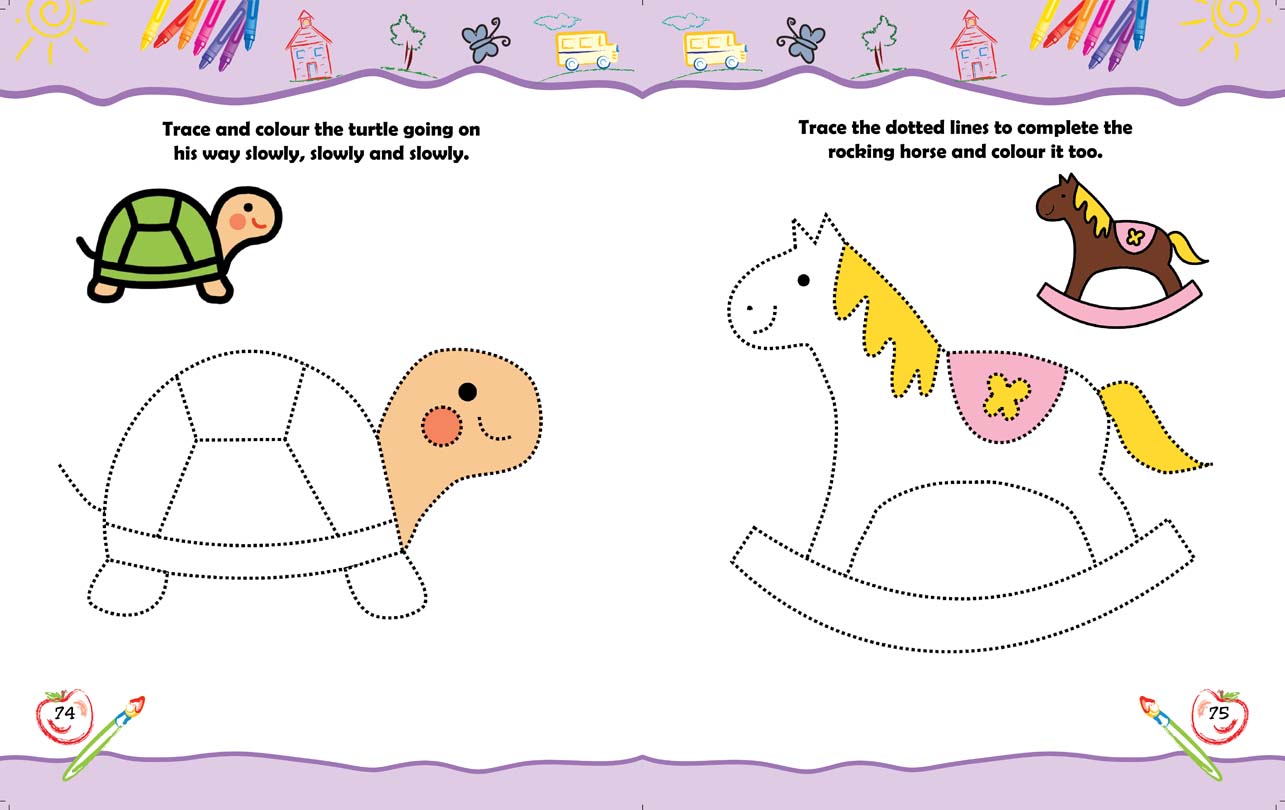 Trace and colour the turtle going on
his way slowly, slowly and slowly.
74
Trace the dotted lines to complete the
rocking horse and colour it too.
75